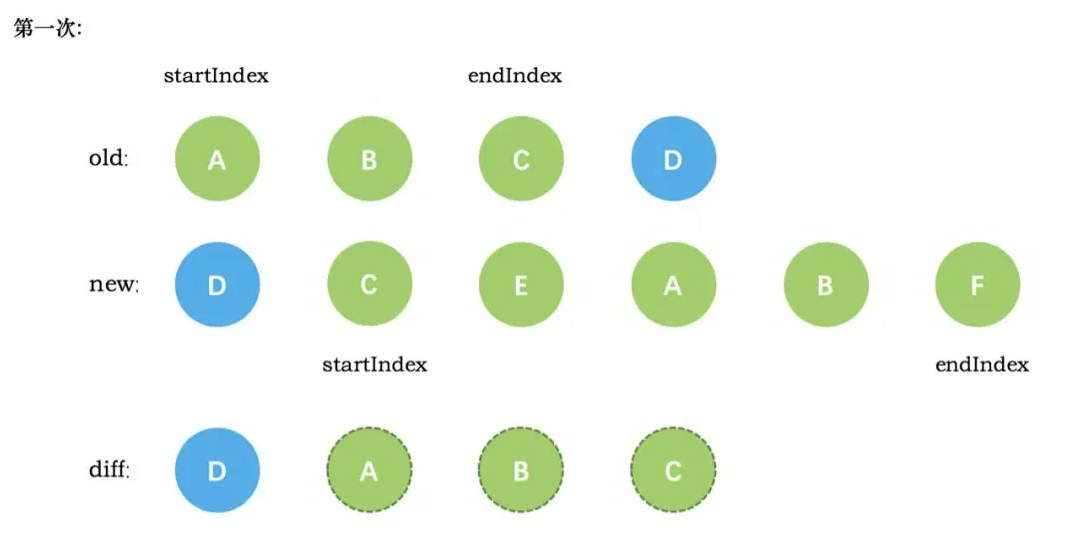 第一次:
startIndex endIndex
old: A B C D
new: D C E A B F
startIndex endIndex
diff: D A B C